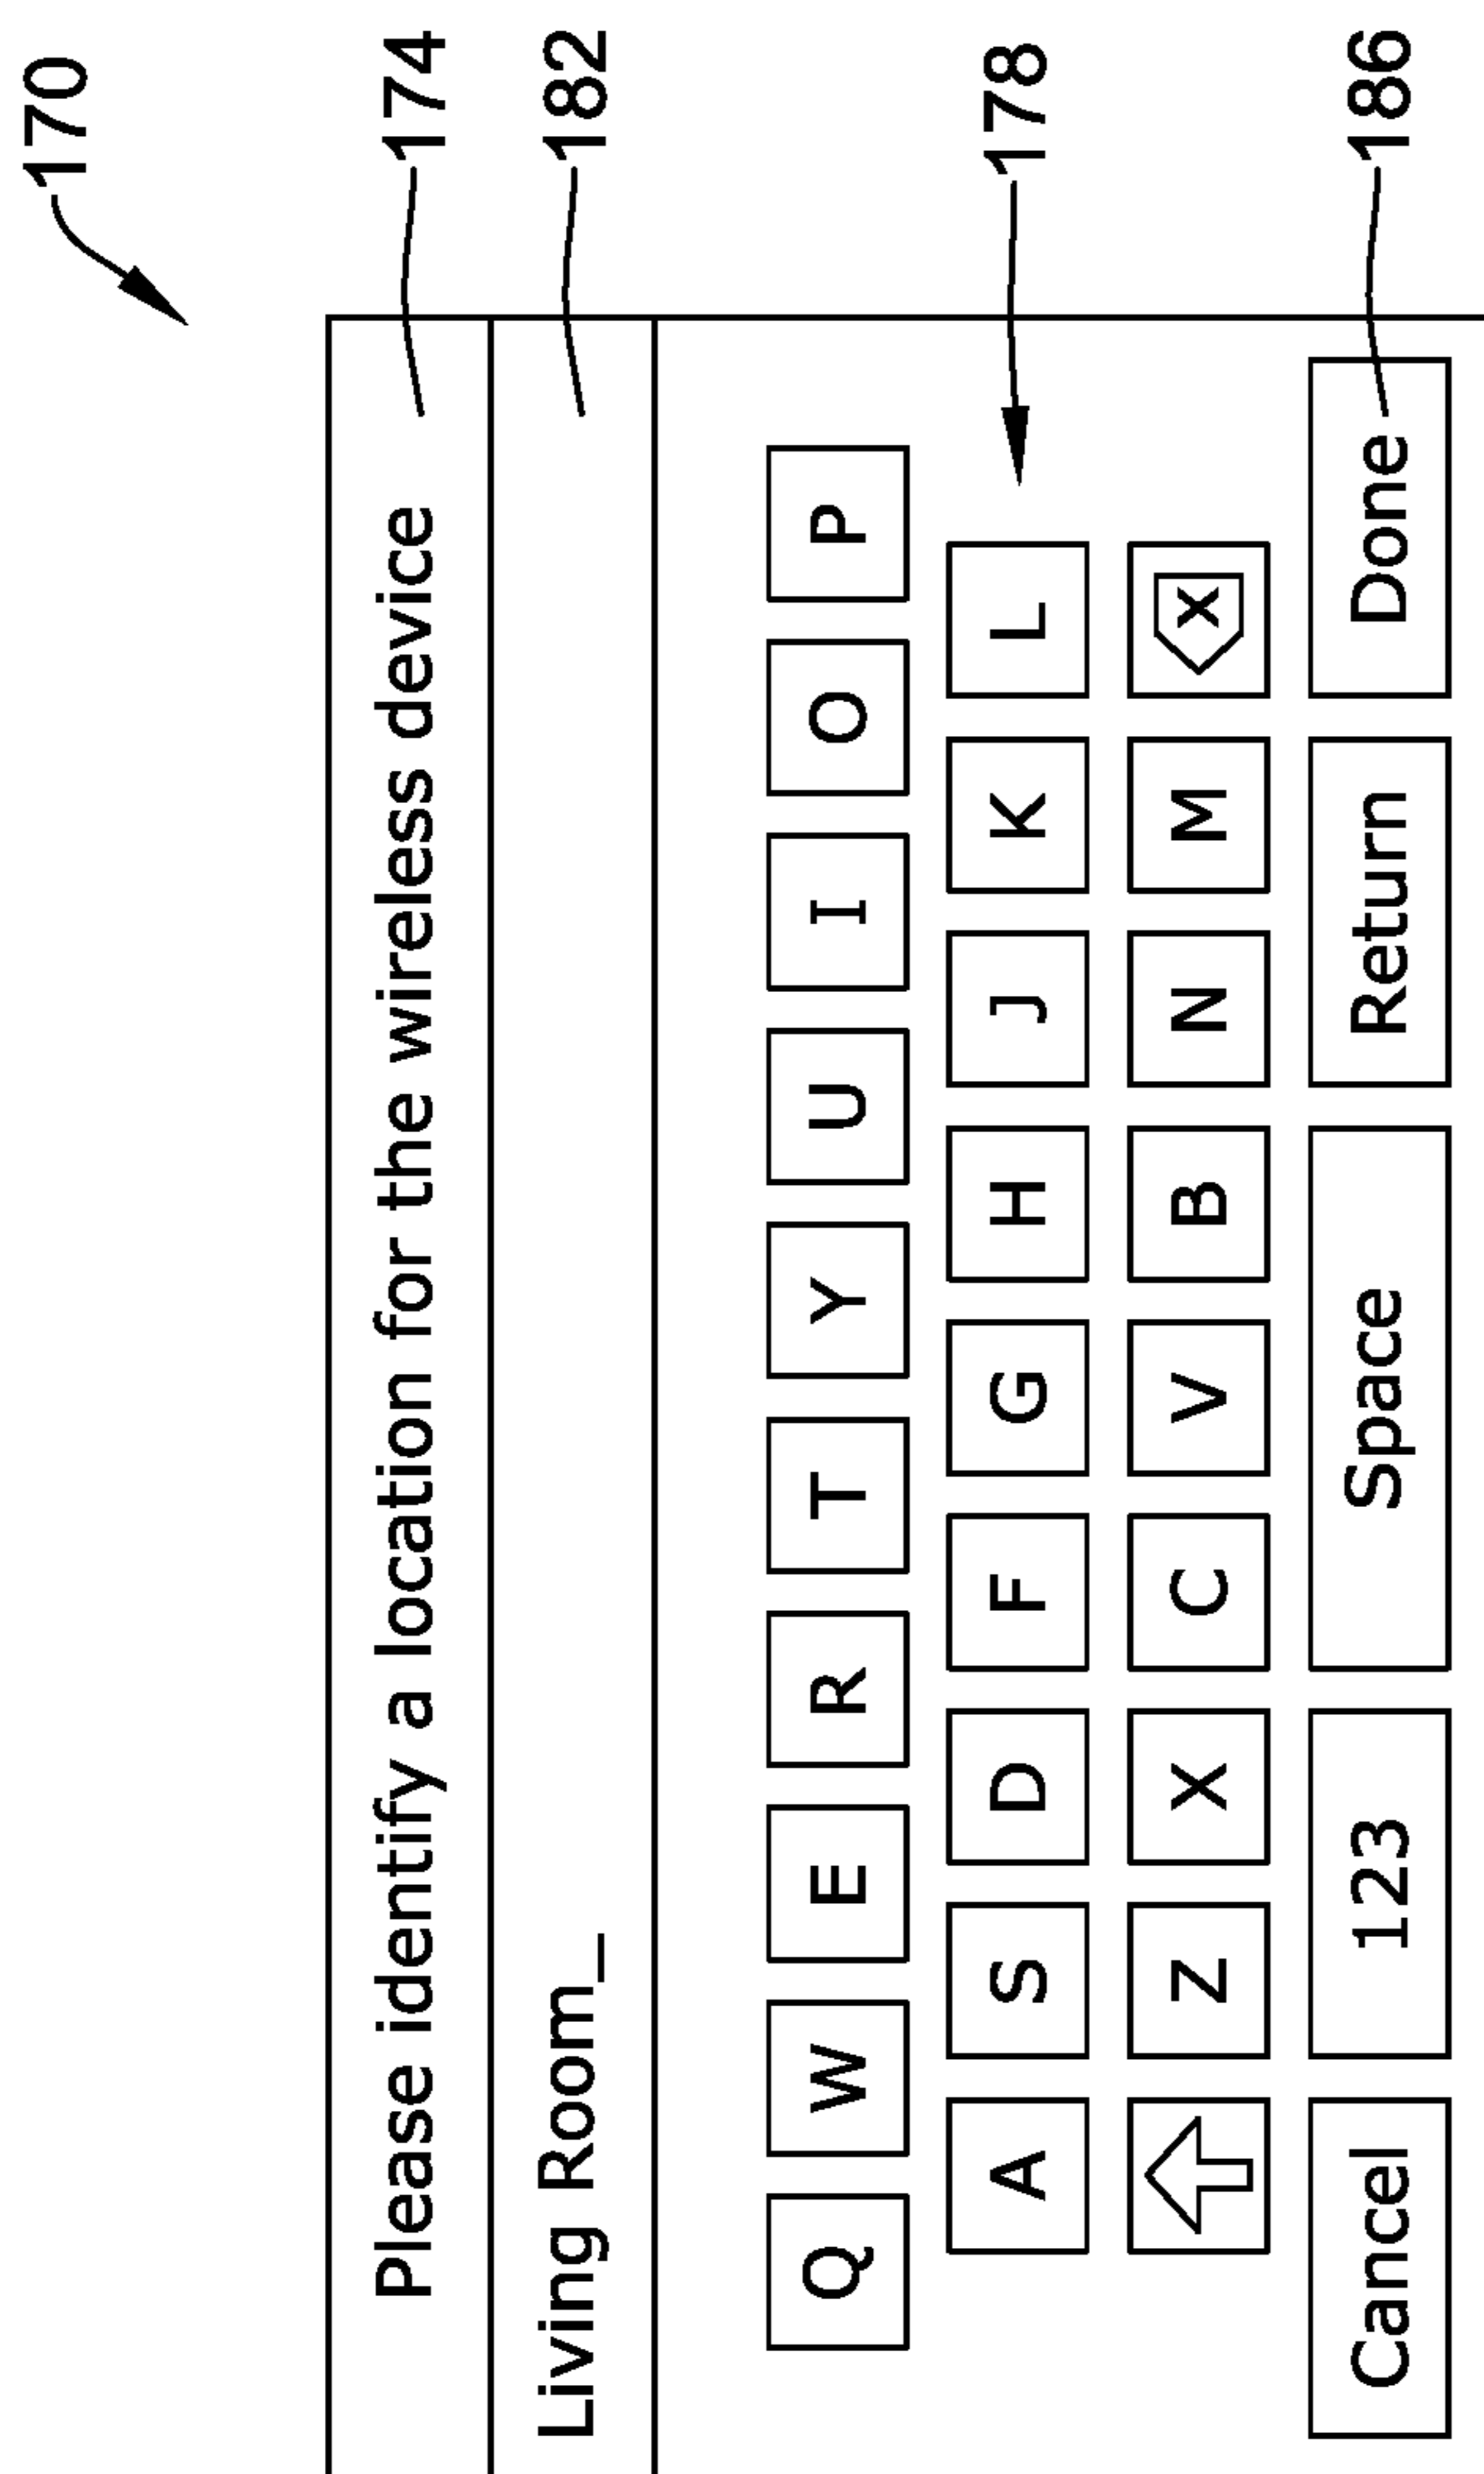 170
Please identify a location for the wireless device 174
Living Room_ 182
Q W E R T Y U I O P
A S D F G H J K L 178
Z X C V B N M X
Cancel 123 Space Return Done 186